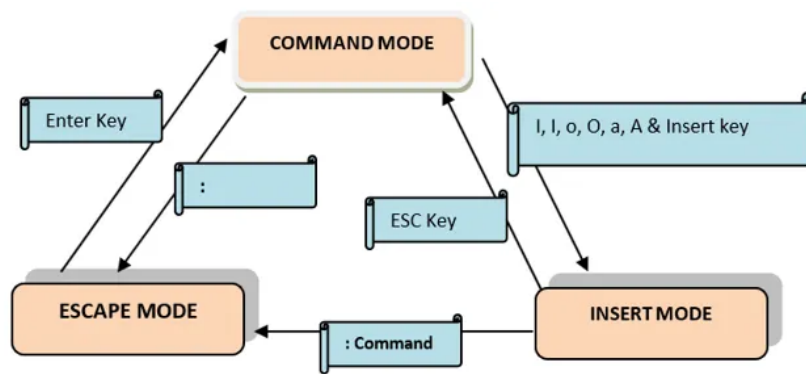 COMMAND MODE
Enter Key
I, I, o, O, a, A & Insert key
:
ESC Key
ESCAPE MODE
INSERT MODE
: Command